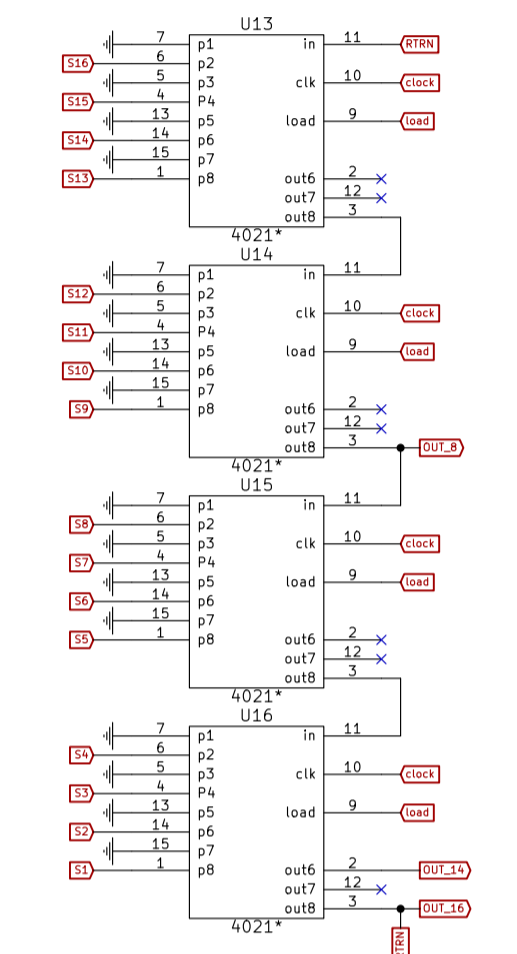 U13
7 p1 in 11 RTRN
S16 6 p2
5 p3 clk 10 clock
S15 4 P4
13 p5 load 9 load
S14 14 p6
15 p7
S13 1 p8 out6 2
out7 12
out8 3
4021*
U14
7 p1 in 11
S12 6 p2
5 p3 clk 10 clock
S11 4 P4
13 p5 load 9 load
S10 14 p6
15 p7
S9 1 p8 out6 2
out7 12
out8 3 OUT_8
4021*
U15
7 p1 in 11
S8 6 p2
5 p3 clk 10 clock
S7 4 P4
13 p5 load 9 load
S6 14 p6
15 p7
S5 1 p8 out6 2
out7 12
out8 3
4021*
U16
7 p1 in 11
S4 6 p2
5 p3 clk 10 clock
S3 4 P4
13 p5 load 9 load
S2 14 p6
15 p7
S1 1 p8 out6 2 OUT_14
out7 12
out8 3 OUT_16
4021*